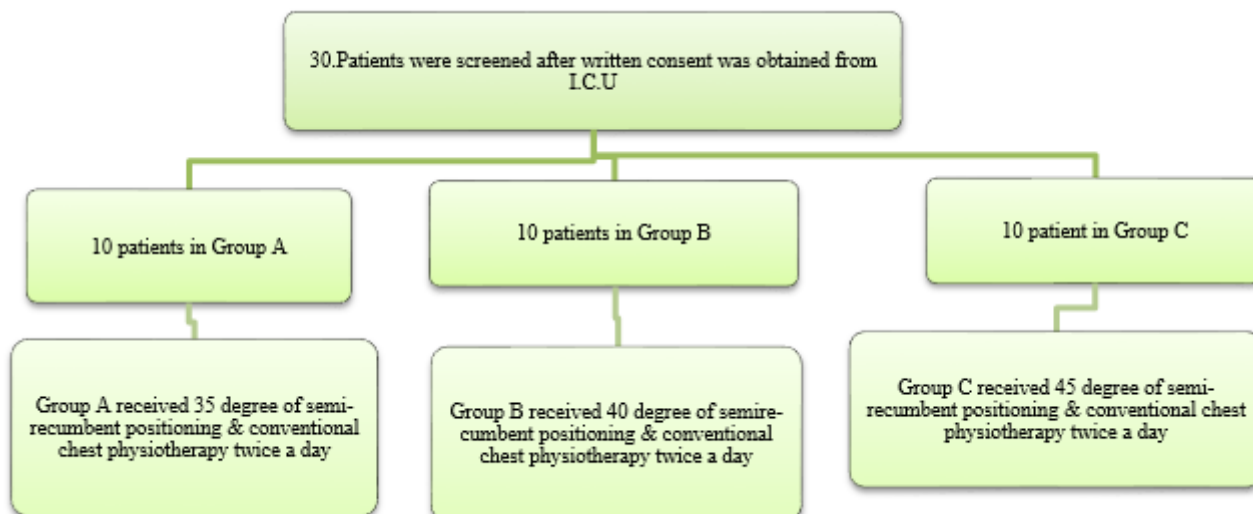 30.Patients were screened after written consent was obtained from
I.C.U
10 patients in Group A
10 patients in Group B
10 patient in Group C
Group A received 35 degree of semi-
recumbent positioning & conventional
chest physiotherapy twice a day
Group B received 40 degree of semire-
cumbent positioning & conventional
chest physiotherapy twice a day
Group C received 45 degree of semi-
recumbent positioning & conventional chest
physiotherapy twice a day